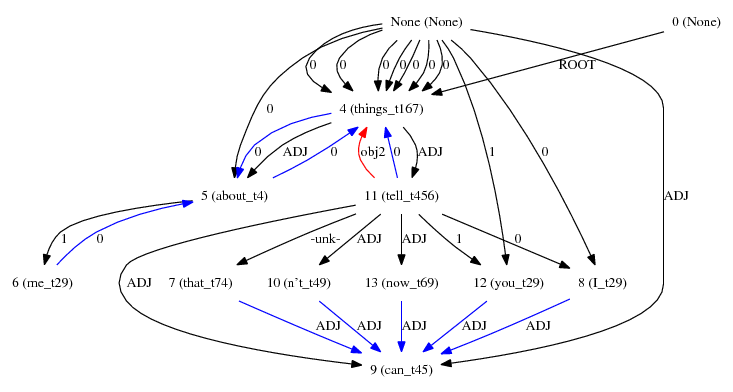 None (None) 0 (None)
0 0 0 0 0 0 0 ROOT
4 (things_t167)
0
0 ADJ 0 obj2 0 ADJ 1 0
5 (about_t4) 11 (tell_t456) ADJ
1 0 -unk- ADJ ADJ 1 0
6 (me_t29) ADJ 7 (that_t74) 10 (n't_t49) 13 (now_t69) 12 (you_t29) 8 (I_t29)
ADJ ADJ ADJ ADJ ADJ
9 (can_t45)